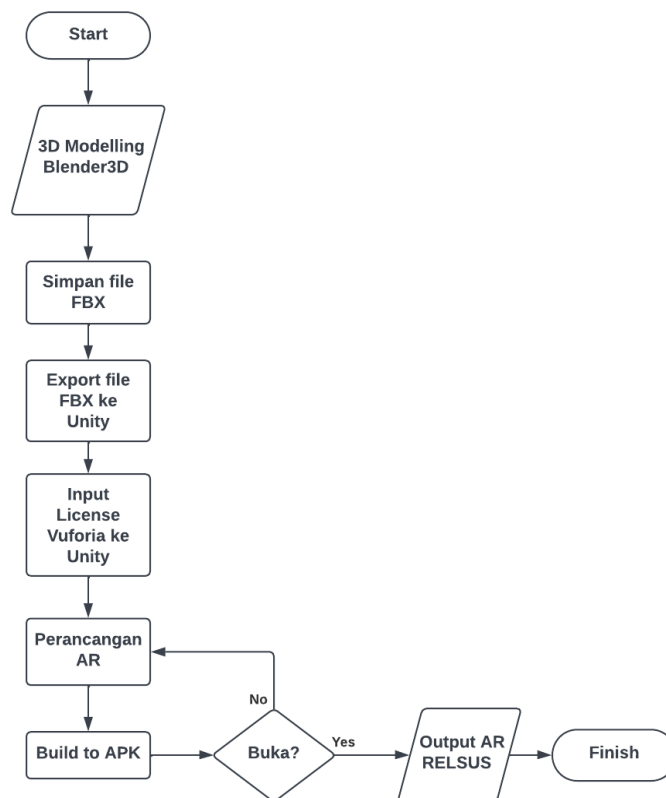 Start
3D Modelling
Blender3D
Simpan file
FBX
Export file
FBX ke
Unity
Input
License
Vuforia ke
Unity
Perancangan
AR
Build to APK
Buka?
No
Yes
Output AR
RELSUS
Finish